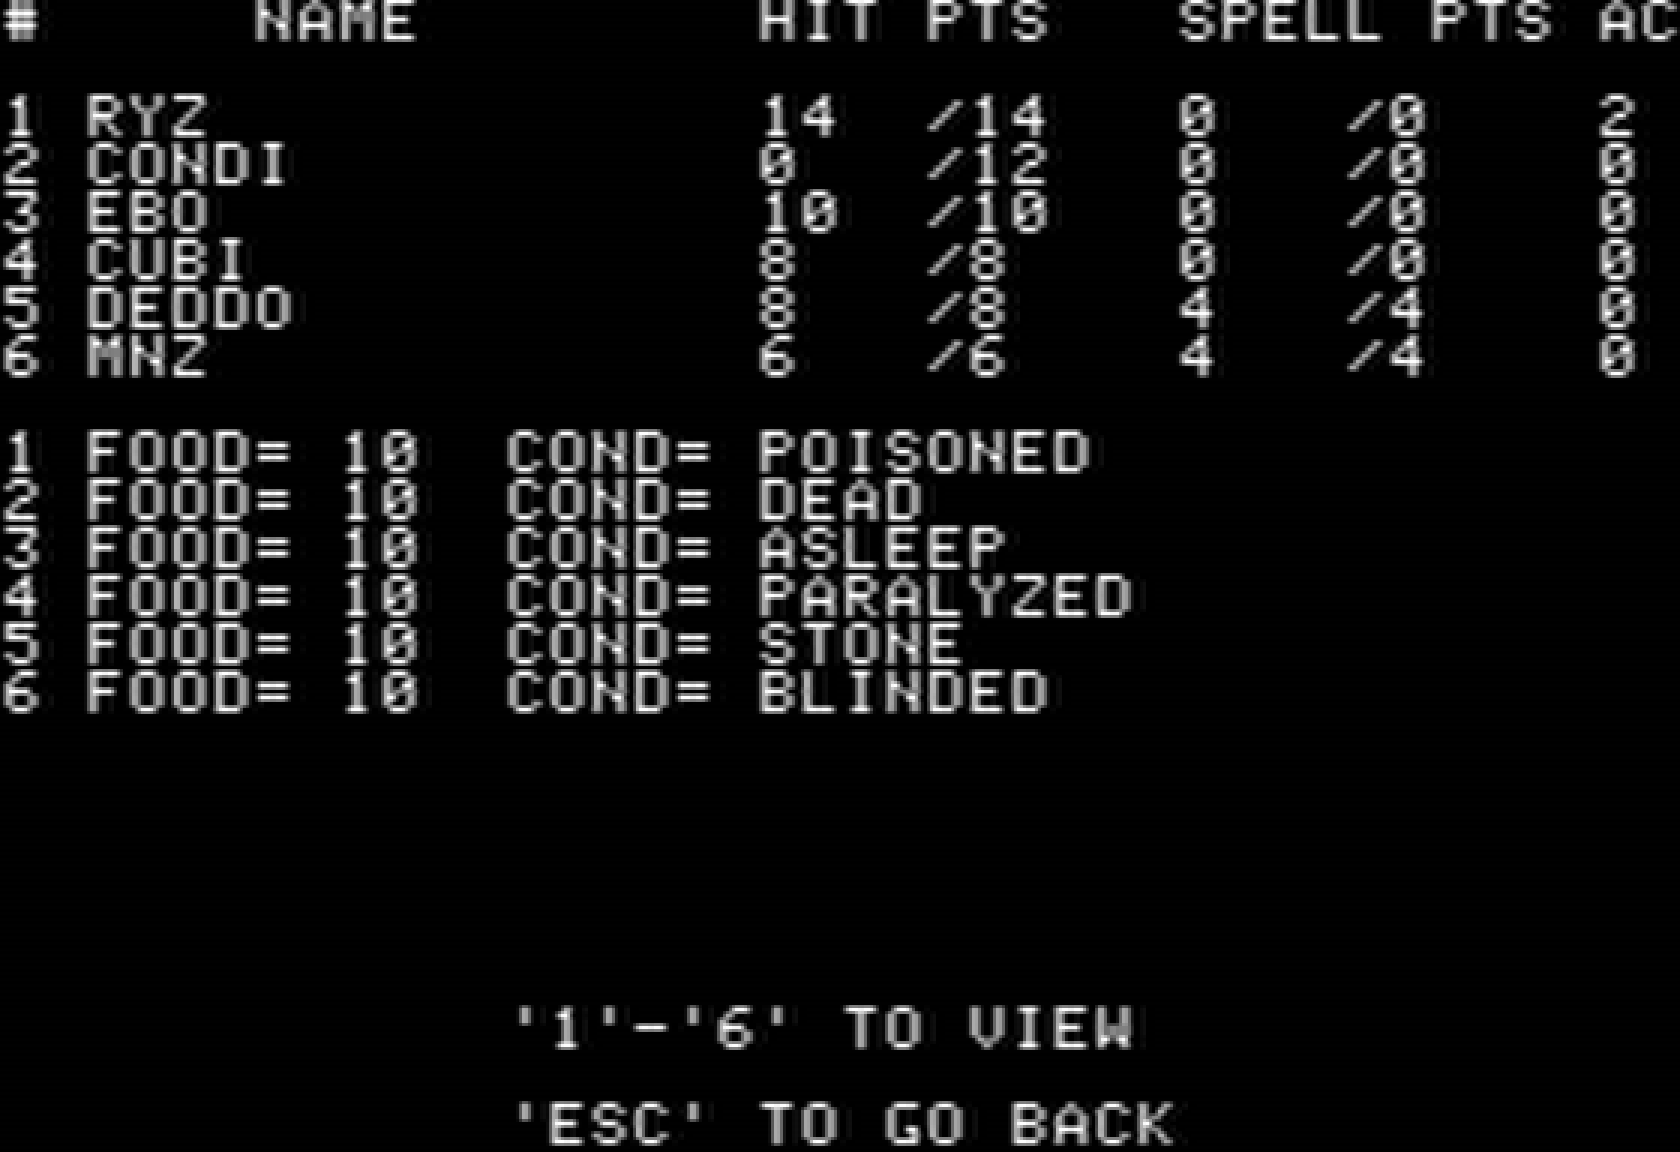 # NAME HIT PTS SPELL PTS AC
1 RYZ 14 /14 0 /0 2
2 CONDI 0 /12 0 /0 0
3 EBO 10 /10 0 /0 0
4 CUBI 8 /8 0 /0 0
5 DEDDO 8 /8 4 /4 0
6 MNZ 6 /6 4 /4 0
1 FOOD= 10 COND= POISONED
2 FOOD= 10 COND= DEAD
3 FOOD= 10 COND= ASLEEP
4 FOOD= 10 COND= PARALYZED
5 FOOD= 10 COND= STONE
6 FOOD= 10 COND= BLINDED
'1'-'6' TO VIEW
'ESC' TO GO BACK